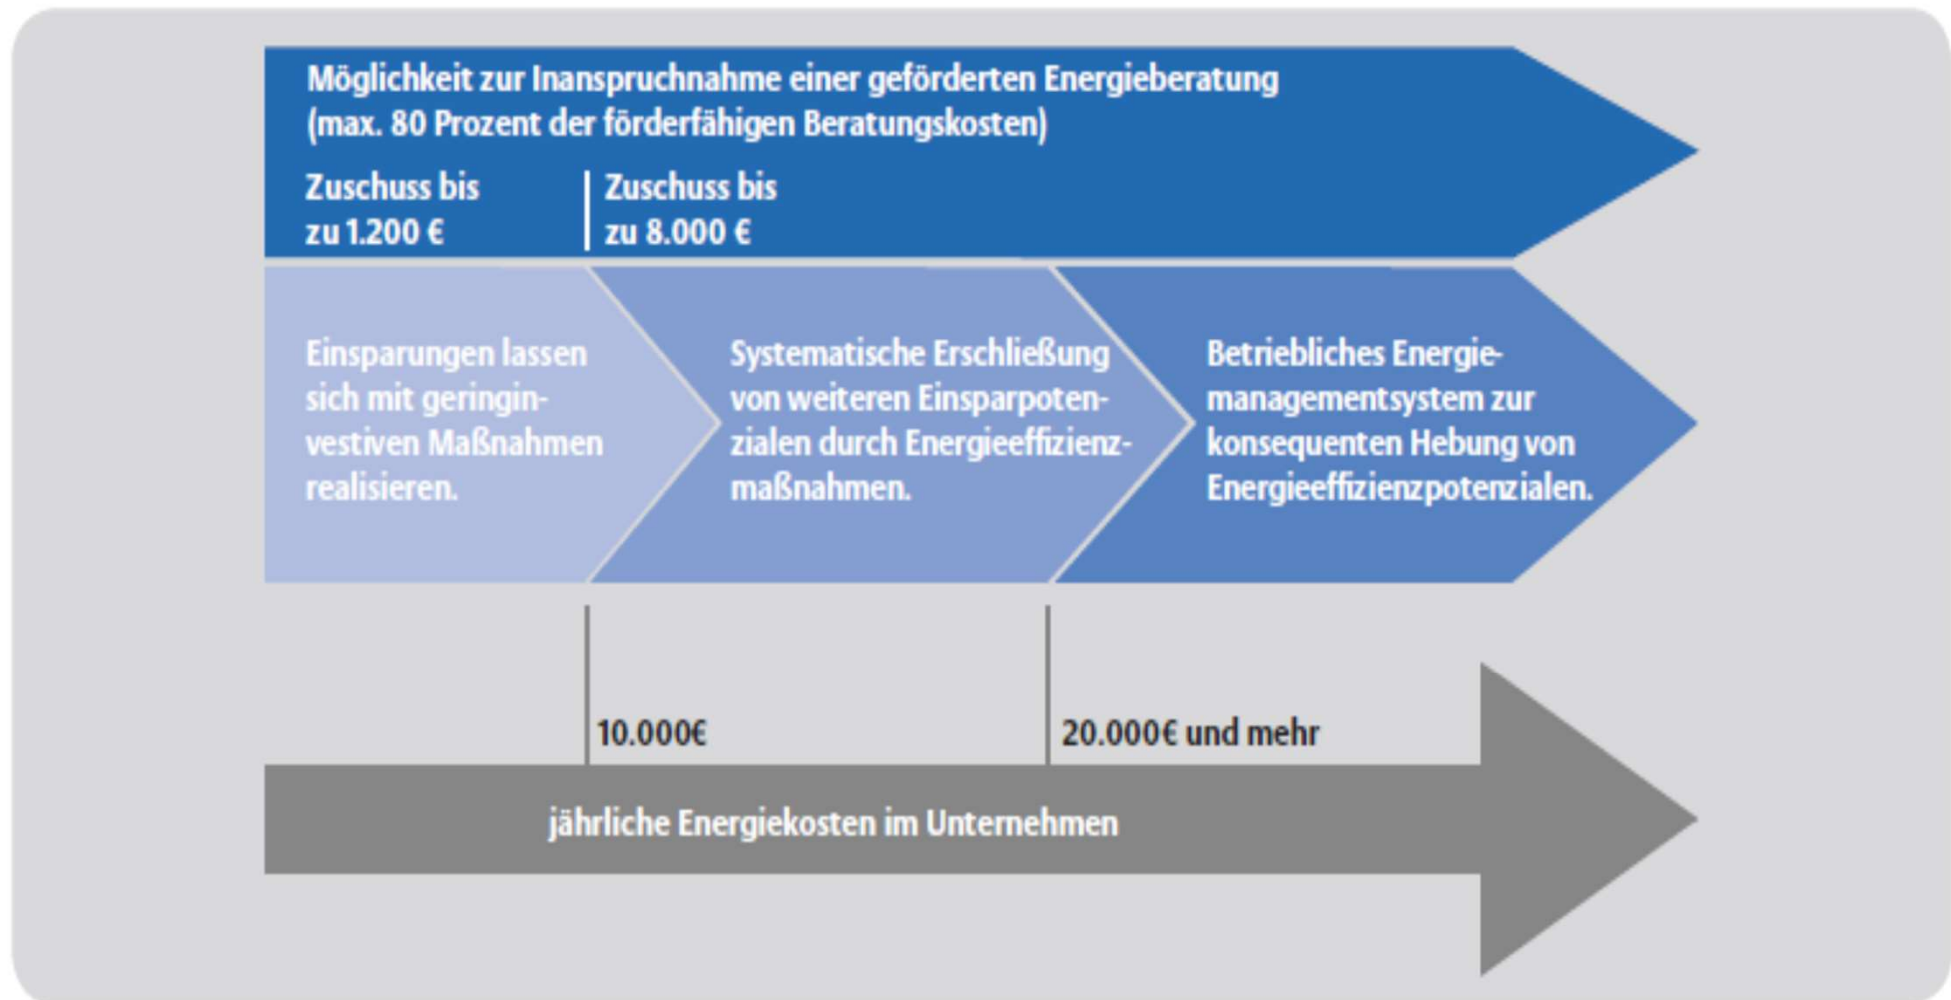 Möglichkeit zur Inanspruchnahme einer geförderten Energieberatung
(max. 80 Prozent der förderfähigen Beratungskosten)
Zuschuss bis
zu 1.200 €
Zuschuss bis
zu 8.000 €
Einsparungen lassen
sich mit geringin-
vestiven Maßnahmen
realisieren.
Systematische Erschließung
von weiteren Einsparpoten-
zialen durch Energieeffizienz-
maßnahmen.
Betriebliches Energie-
managementsystem zur
konsequenten Hebung von
Energieeffizienzpotenzialen.
10.000€
20.000€ und mehr
jährliche Energiekosten im Unternehmen